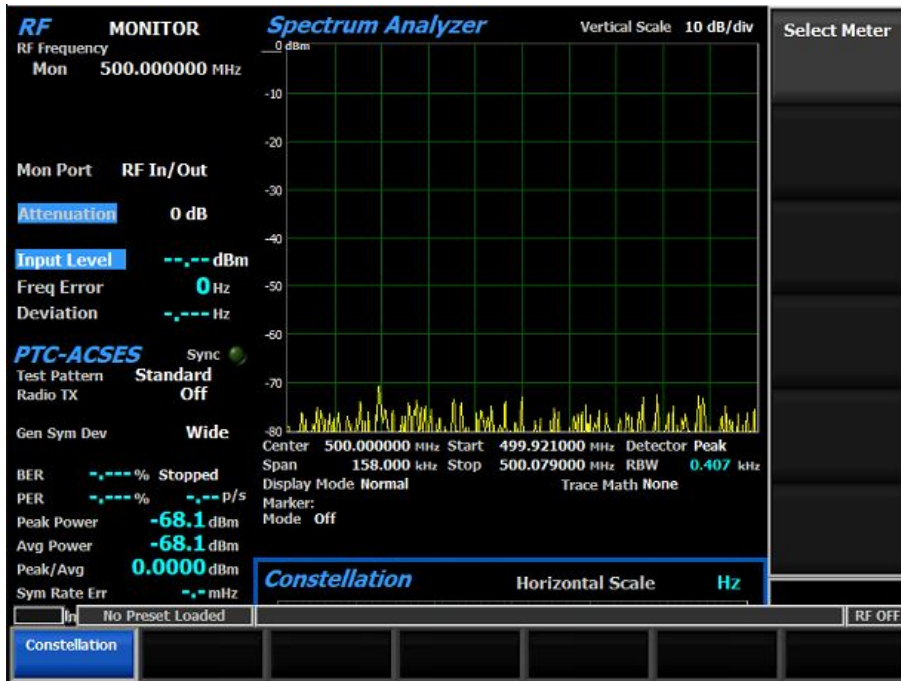 RF MONITOR
RF Frequency
Mon 500.000000 MHz
Mon Port RF In/Out
Attenuation 0 dB
Input Level --.-- dBm
Freq Error 0 Hz
Deviation -.--- Hz
PTC-ACSES Sync
Test Pattern Standard
Radio TX Off
Gen Sym Dev Wide
BER -.---% Stopped
PER -.---% -.-- p/s
Peak Power -68.1 dBm
Avg Power -68.1 dBm
Peak/Avg 0.0000 dBm
Sym Rate Err -.- mHz
Spectrum Analyzer Vertical Scale 10 dB/div
0 dBm
-10
-20
-30
-40
-50
-60
-70
-80
Center 500.000000 MHz Start 499.921000 MHz Detector Peak
Span 158.000 kHz Stop 500.079000 MHz RBW 0.407 kHz
Display Mode Normal Trace Math None
Marker:
Mode Off
Constellation Horizontal Scale Hz
Select Meter
In No Preset Loaded RF OFF
Constellation